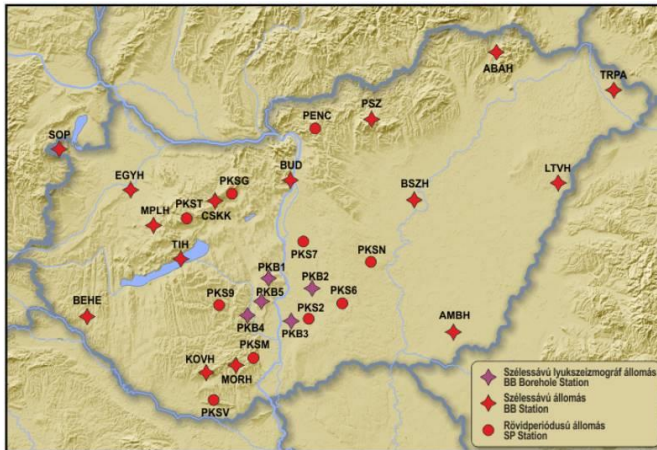 ABAH
TRPA
PSZ
PENC
SOP
BUD
LTVH
EGYH
PKSG
BSZH
PKST
CSKK
MPLH
TIH
PKS7
PKSN
PKB1
PKB2
PKB5
PKS9
PKS6
BEHE
PKS2
PKB4
PKB3
AMBH
PKSM
KOVH
MORH
PKSV
Szélessávú lyukszeizmográf állomás
BB Borehole Station
Szélessávú állomás
BB Station
Rövidperiódusú állomás
SP Station